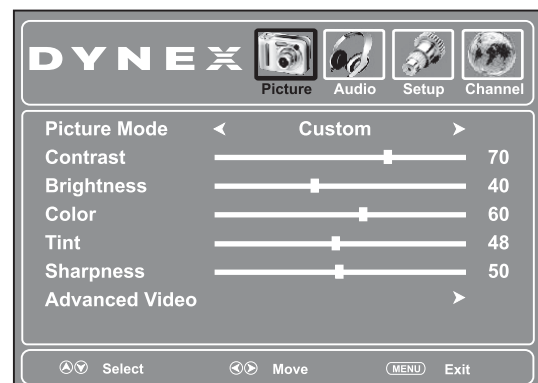 DYNEX
Picture Audio Setup Channel
Picture Mode Custom
Contrast 70
Brightness 40
Color 60
Tint 48
Sharpness 50
Advanced Video
Select Move MENU Exit